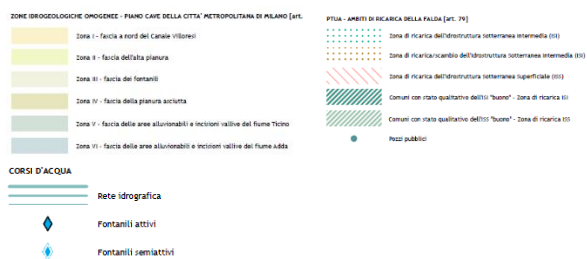 ZONE IDROGEOLOGICHE OMOGENEE - PIANO CAVE DELLA CITTA' METROPOLITANA DI MILANO [art.
Zona I - fascia a nord del Canale Villoresi
Zona II - fascia dell'alta pianura
Zona III - fascia dei fontanili
Zona IV - fascia della pianura asciutta
Zona V - fascia delle aree alluvionabili e incisioni vallive del fiume Ticino
Zona VI - fascia delle aree alluvionabili e incisioni vallive del fiume Adda
CORSI D'ACQUA
Rete idrografica
Fontanili attivi
Fontanili semiattivi
PTUA - AMBITI DI RICARICA DELLA FALDA [art. 79]
Zona di ricarica dell'Idrostruttura Sotterranea Intermedia (ISI)
Zona di ricarica/scambio dell'Idrostruttura Sotterranea Intermedia (ISI)
Zona di ricarica dell'Idrostruttura Sotterranea Superficiale (ISS)
Comuni con stato qualitativo dell'ISI "buono" - Zona di ricarica ISI
Comuni con stato qualitativo dell'ISS "buono" - Zona di ricarica ISS
Pozzi pubblici